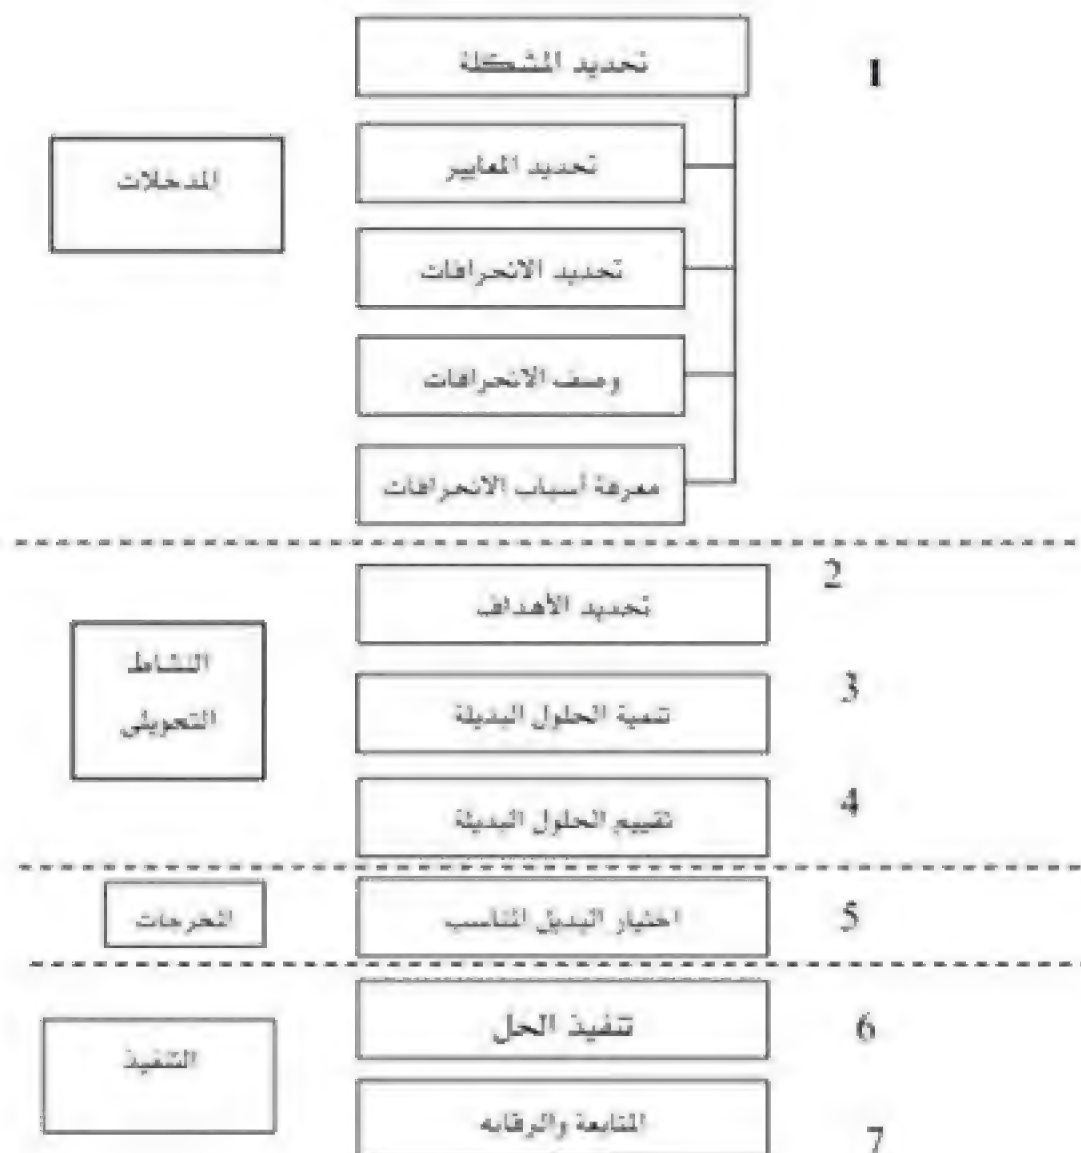 تحديد المشكلة
1
تحديد المعايير
المدخلات
تحديد الانحرافات
وصف الانحرافات
معرفة أسباب الانحرافات
2
تحديد الأهداف
النشاط
التحويلي
3
تنمية الحلول البديلة
4
تقييم الحلول البديلة
5
اختيار البديل المناسب
المخرجات
6
تنفيذ الحل
التنفيذ
المتابعة والرقابه
7